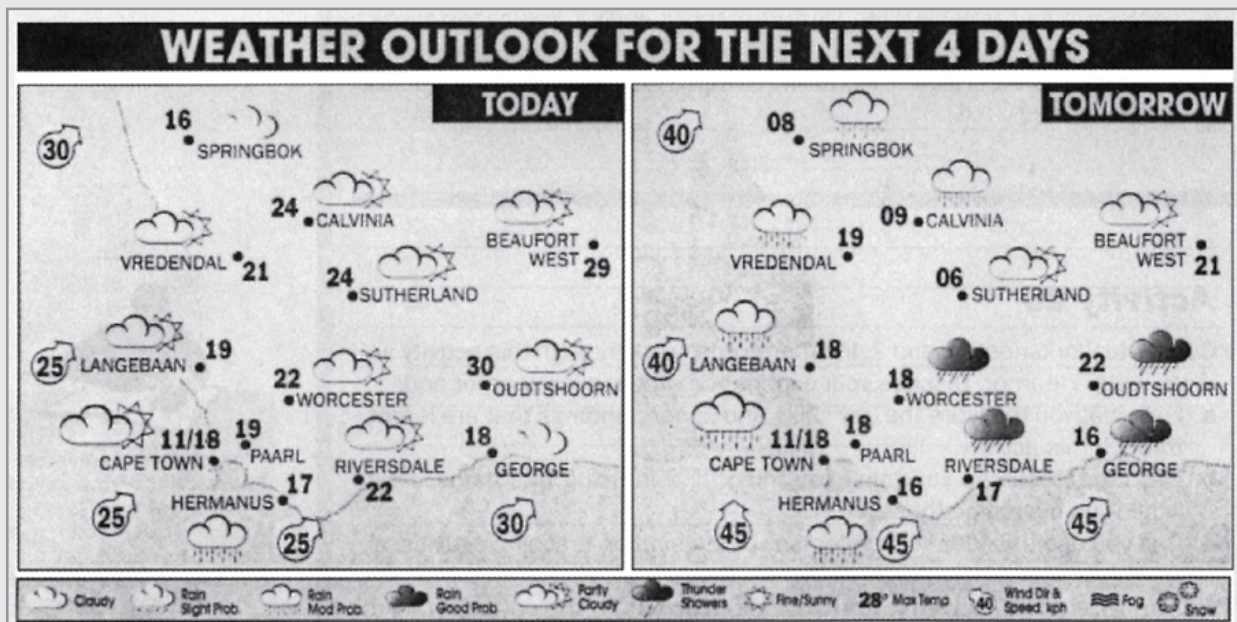 WEATHER OUTLOOK FOR THE NEXT 4 DAYS
TODAY
30
16
SPRINGBOK
24
CALVINIA
BEAUFORT
WEST
29
VREDENDAL
21
24
SUTHERLAND
25
LANGEBAAN
19
22
WORCESTER
30
OUDTSHOORN
11/18
CAPE TOWN
19
PAARL
RIVERSDALE
22
18
GEORGE
HERMANUS
17
25
25
30
TOMORROW
40
08
SPRINGBOK
09
CALVINIA
BEAUFORT
WEST
21
VREDENDAL
19
06
SUTHERLAND
40
LANGEBAAN
18
18
WORCESTER
22
OUDTSHOORN
11/18
CAPE TOWN
18
PAARL
RIVERSDALE
17
16
GEORGE
HERMANUS
16
45
45
45
Cloudy
Rain
Slight Prob.
Rain
Mod Prob.
Rain
Good Prob.
Partly
Cloudy
Thunder
Showers
Fine/Sunny
28° Max Temp
40
Wind Dir &
Speed kph
Fog
Snow